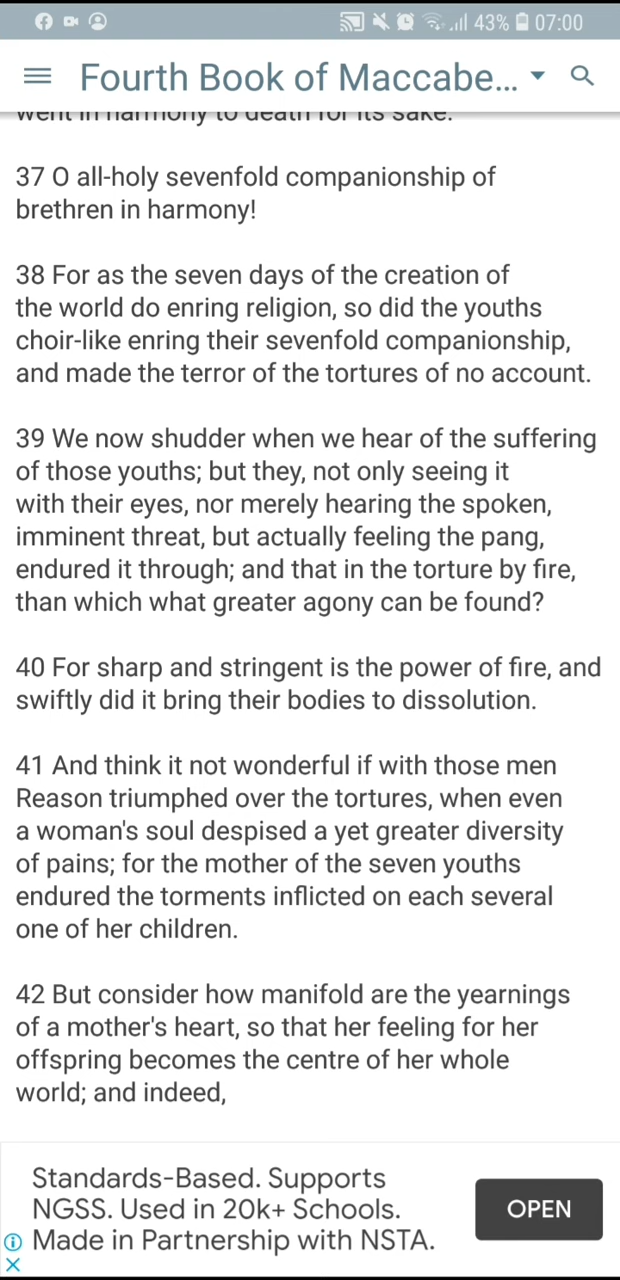 43% 07:00
Fourth Book of Maccabe...
went in harmony to death for its sake.
37 O all-holy sevenfold companionship of
brethren in harmony!
38 For as the seven days of the creation of
the world do enring religion, so did the youths
choir-like enring their sevenfold companionship,
and made the terror of the tortures of no account.
39 We now shudder when we hear of the suffering
of those youths; but they, not only seeing it
with their eyes, nor merely hearing the spoken,
imminent threat, but actually feeling the pang,
endured it through; and that in the torture by fire,
than which what greater agony can be found?
40 For sharp and stringent is the power of fire, and
swiftly did it bring their bodies to dissolution.
41 And think it not wonderful if with those men
Reason triumphed over the tortures, when even
a woman's soul despised a yet greater diversity
of pains; for the mother of the seven youths
endured the torments inflicted on each several
one of her children.
42 But consider how manifold are the yearnings
of a mother's heart, so that her feeling for her
offspring becomes the centre of her whole
world; and indeed,
Standards-Based. Supports
NGSS. Used in 20k+ Schools.
Made in Partnership with NSTA.
OPEN